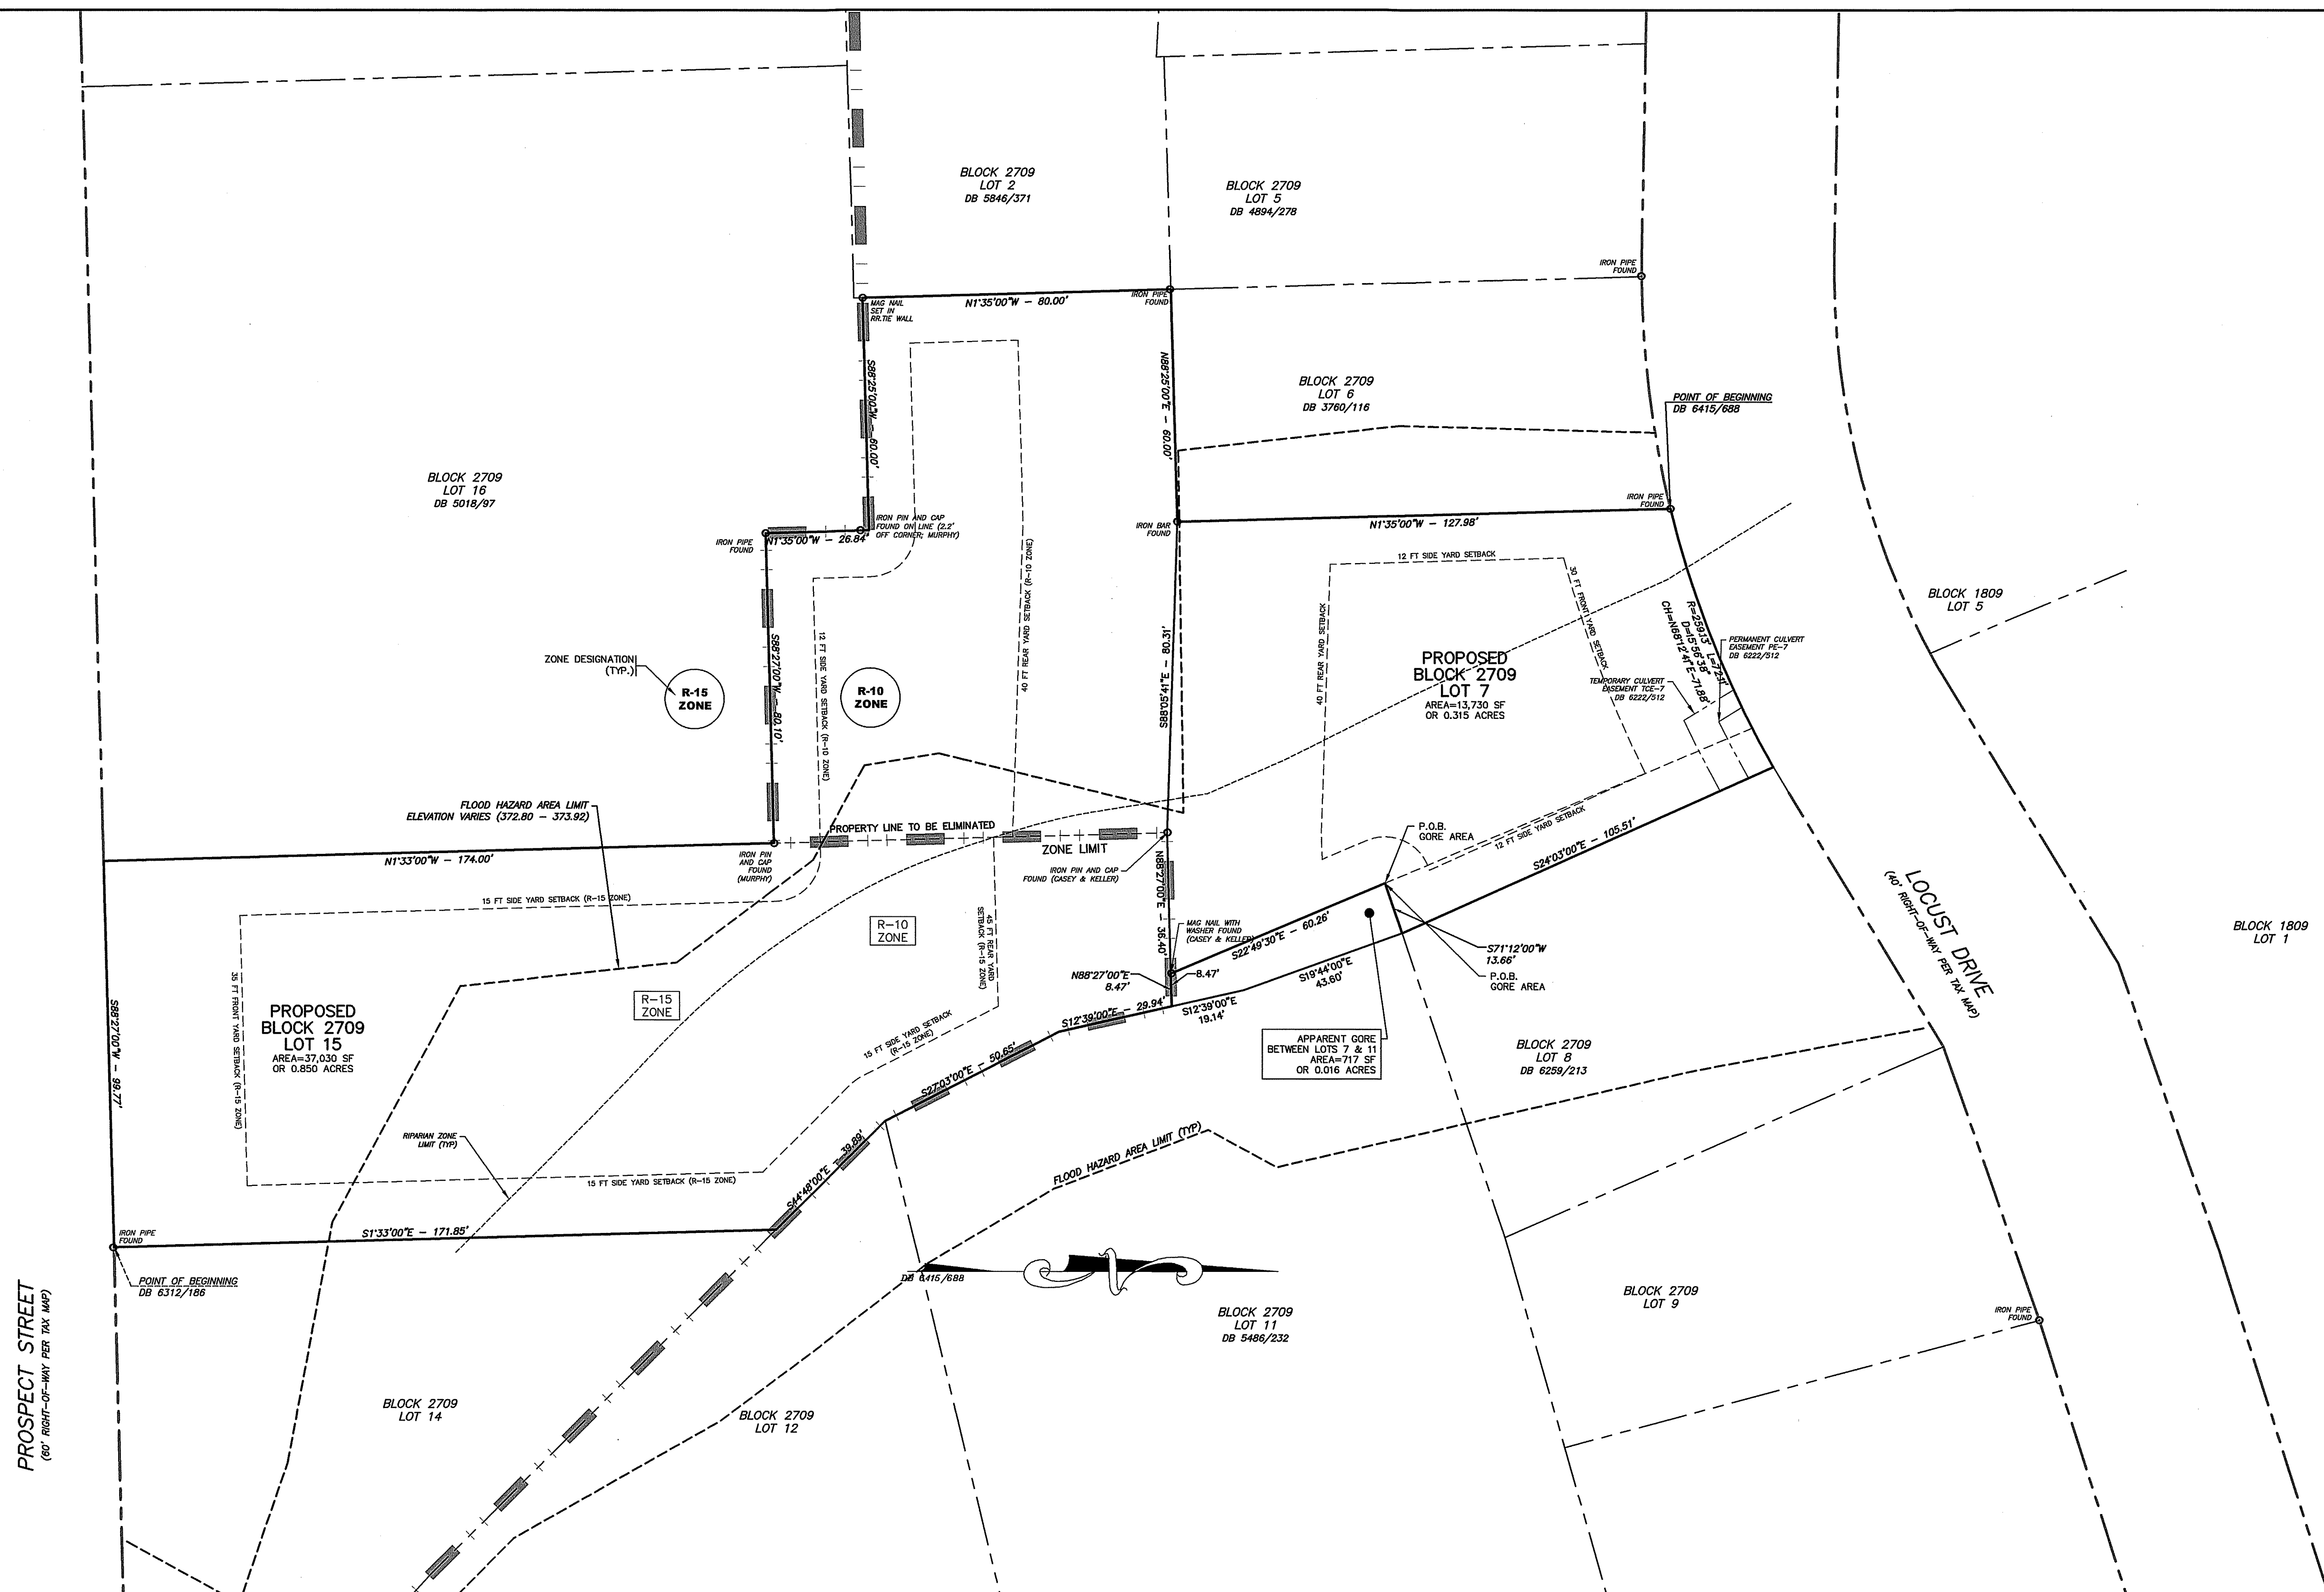 BLOCK 2709
LOT 2
DB 5846/371
BLOCK 2709
LOT 5
DB 4894/278
IRON PIPE
FOUND
MAG NAIL
SET IN
RR.TIE WALL
N1°35'00"W - 80.00'
IRON PIPE
FOUND
S88°25'00"W - 60.00'
N88°25'00"E - 60.00'
BLOCK 2709
LOT 6
DB 3760/116
POINT OF BEGINNING
DB 6415/688
BLOCK 2709
LOT 16
DB 5018/97
IRON PIPE
FOUND
N1°35'00"W - 26.84'
IRON PIN AND CAP
FOUND ON LINE (2.2'
OFF CORNER; MURPHY)
IRON BAR
FOUND
IRON PIPE
FOUND
N1°35'00"W - 127.98'
12 FT SIDE YARD SETBACK
30 FT FRONT YARD SETBACK
40 FT REAR YARD SETBACK
40 FT REAR YARD SETBACK (R-10 ZONE)
12 FT SIDE YARD SETBACK (R-10 ZONE)
S88°27'00"W - 80.10'
S88°05'41"E - 80.31'
ZONE DESIGNATION
(TYP.)
R-15
ZONE
R-10
ZONE
PROPOSED
BLOCK 2709
LOT 7
AREA=13,730 SF
OR 0.315 ACRES
R=259.13' L=72.11'
D=15°56'38"
CH=N68°12'41"E-71.88'
PERMANENT CULVERT
EASEMENT PE-7
DB 6222/512
TEMPORARY CULVERT
EASEMENT TCE-7
DB 6222/512
BLOCK 1809
LOT 5
BLOCK 1809
LOT 1
LOCUST DRIVE
(40' RIGHT-OF-WAY PER TAX MAP)
FLOOD HAZARD AREA LIMIT
ELEVATION VARIES (372.80 - 373.92)
N1°33'00"W - 174.00'
IRON PIN
AND CAP
FOUND
(MURPHY)
PROPERTY LINE TO BE ELIMINATED
ZONE LIMIT
IRON PIN AND CAP
FOUND (CASEY & KELLER)
N88°27'00"E - 36.40'
P.O.B.
GORE AREA
12 FT SIDE YARD SETBACK
S24°03'00"E - 105.51'
15 FT SIDE YARD SETBACK (R-15 ZONE)
R-10
ZONE
45 FT REAR YARD
SETBACK (R-15 ZONE)
MAG NAIL WITH
WASHER FOUND
(CASEY & KELLER)
S22°49'30"E - 60.26'
S71°12'00"W
13.66'
P.O.B.
GORE AREA
N88°27'00"E
8.47'
8.47'
S19°44'00"E
43.60'
S12°39'00"E
19.14'
S12°39'00"E - 29.94'
35 FT FRONT YARD SETBACK (R-15 ZONE)
PROPOSED
BLOCK 2709
LOT 15
AREA=37,030 SF
OR 0.850 ACRES
R-15
ZONE
15 FT SIDE YARD SETBACK
(R-15 ZONE)
APPARENT GORE
BETWEEN LOTS 7 & 11
AREA=717 SF
OR 0.016 ACRES
BLOCK 2709
LOT 8
DB 6259/213
S88°27'00"W - 99.77'
S27°03'00"E - 50.65'
RIPARIAN ZONE
LIMIT (TYP)
S44°48'00"E - 39.89'
FLOOD HAZARD AREA LIMIT (TYP)
15 FT SIDE YARD SETBACK (R-15 ZONE)
IRON PIPE
FOUND
S1°33'00"E - 171.85'
POINT OF BEGINNING
DB 6312/186
DB 6415/688
N
BLOCK 2709
LOT 11
DB 5486/232
BLOCK 2709
LOT 9
IRON PIPE
FOUND
PROSPECT STREET
(60' RIGHT-OF-WAY PER TAX MAP)
BLOCK 2709
LOT 14
BLOCK 2709
LOT 12